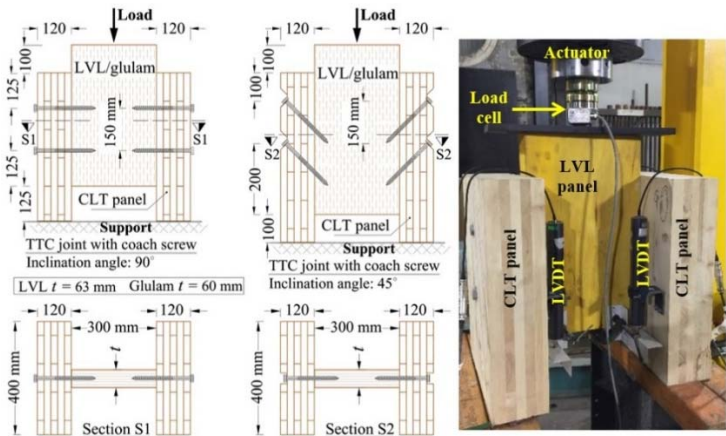 120
Load
120
100
LVL/glulam
125
150 mm
S1
S1
125
125
CLT panel
Support
TTC joint with coach screw
Inclination angle: 90°
120
Load
120
100
LVL/glulam
100
150 mm
S2
S2
200
CLT panel
100
Support
TTC joint with coach screw
Inclination angle: 45°
LVL t = 63 mm Glulam t = 60 mm
120
120
300 mm
t
400 mm
Section S1
120
120
300 mm
t
400 mm
Section S2
Actuator
Load
cell
LVL
panel
CLT panel
LVDT
LVDT
CLT panel